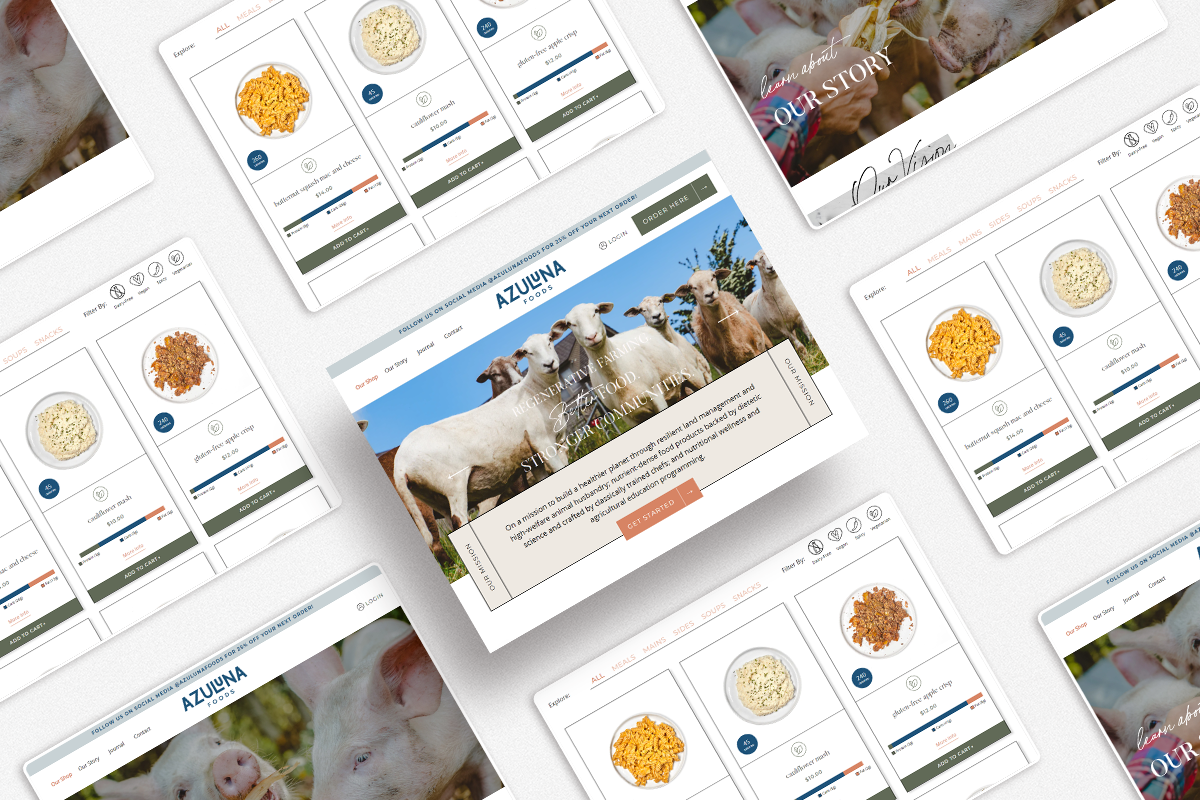 Explore:
ALL MEALS
260
butternut squash mac and cheese
$14.00
More Info
ADD TO CART+
45
cauliflower mash
$10.00
More Info
ADD TO CART+
240
gluten-free apple crisp
$12.00
More Info
ADD TO CART+
learn about
OUR STORY
Our Vision
FOLLOW US ON SOCIAL MEDIA @AZULUNAFOODS FOR 25% OFF YOUR NEXT ORDER!
Our Shop Our Story Journal Contact
AZULUNA
FOODS
LOGIN
ORDER HERE →
REGENERATIVE FARMING.
Better FOOD.
STRONGER COMMUNITIES.
OUR MISSION
On a mission to build a healthier planet through resilient land management and
high-welfare animal husbandry; nutrient-dense food products backed by dietetic
science and crafted by classically trained chefs; and nutritional wellness and
agricultural education programming.
GET STARTED →
OUR MISSION
SOUPS SNACKS
Filter By:
Dairy-Free Vegan Spicy Vegetarian
mac and cheese
More Info
ADD TO CART+
45
cauliflower mash
$10.00
More Info
ADD TO CART+
240
gluten-free apple crisp
$12.00
More Info
ADD TO CART+
Explore:
ALL MEALS MAINS SIDES SOUPS SNACKS
Filter By:
Dairy-Free Vegan Spicy
260
butternut squash mac and cheese
$14.00
More Info
ADD TO CART+
45
cauliflower mash
$10.00
More Info
ADD TO CART+
240
FOLLOW US ON SOCIAL MEDIA @AZULUNAFOODS FOR 25% OFF YOUR NEXT ORDER!
Our Shop Our Story Journal Contact
AZULUNA
FOODS
LOGIN
Explore:
ALL MEALS MAINS SIDES SOUPS SNACKS
Filter By:
Dairy-Free Vegan Spicy Vegetarian
45
cauliflower mash
$10.00
240
gluten-free apple crisp
$12.00
More Info
ADD TO CART+
FOLLOW US ON SOCIAL MEDIA
Our Shop Our Story Journal Contact
learn about
OUR